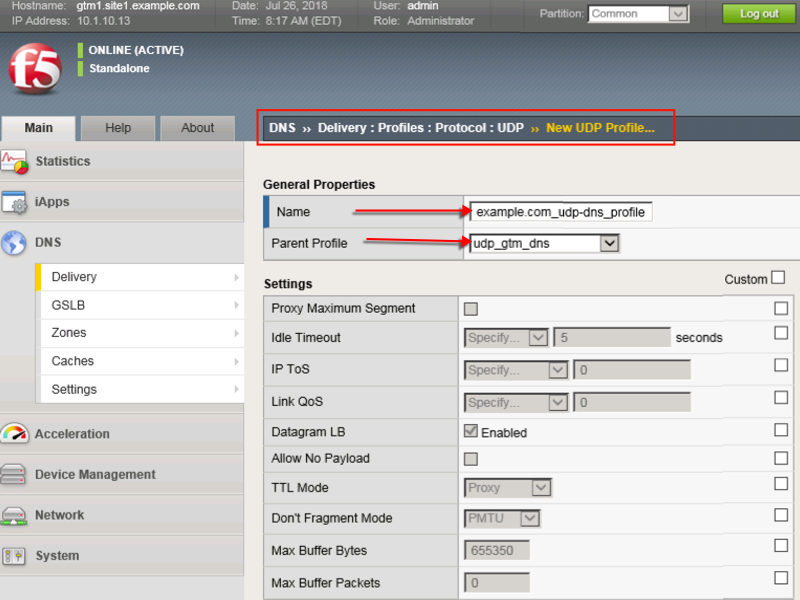 Hostname: gtm1.site1.example.com Date: Jul 26, 2018 User: admin
IP Address: 10.1.10.13 Time: 8:17 AM (EDT) Role: Administrator
Partition: Common Log out
f5
ONLINE (ACTIVE)
Standalone
Main Help About
DNS ›› Delivery : Profiles : Protocol : UDP ›› New UDP Profile...
Statistics
iApps
DNS
Delivery
GSLB
Zones
Caches
Settings
Acceleration
Device Management
Network
System
General Properties
Name example.com_udp-dns_profile
Parent Profile udp_gtm_dns
Settings Custom
Proxy Maximum Segment
Idle Timeout Specify... 5 seconds
IP ToS Specify... 0
Link QoS Specify... 0
Datagram LB Enabled
Allow No Payload
TTL Mode Proxy
Don't Fragment Mode PMTU
Max Buffer Bytes 655350
Max Buffer Packets 0